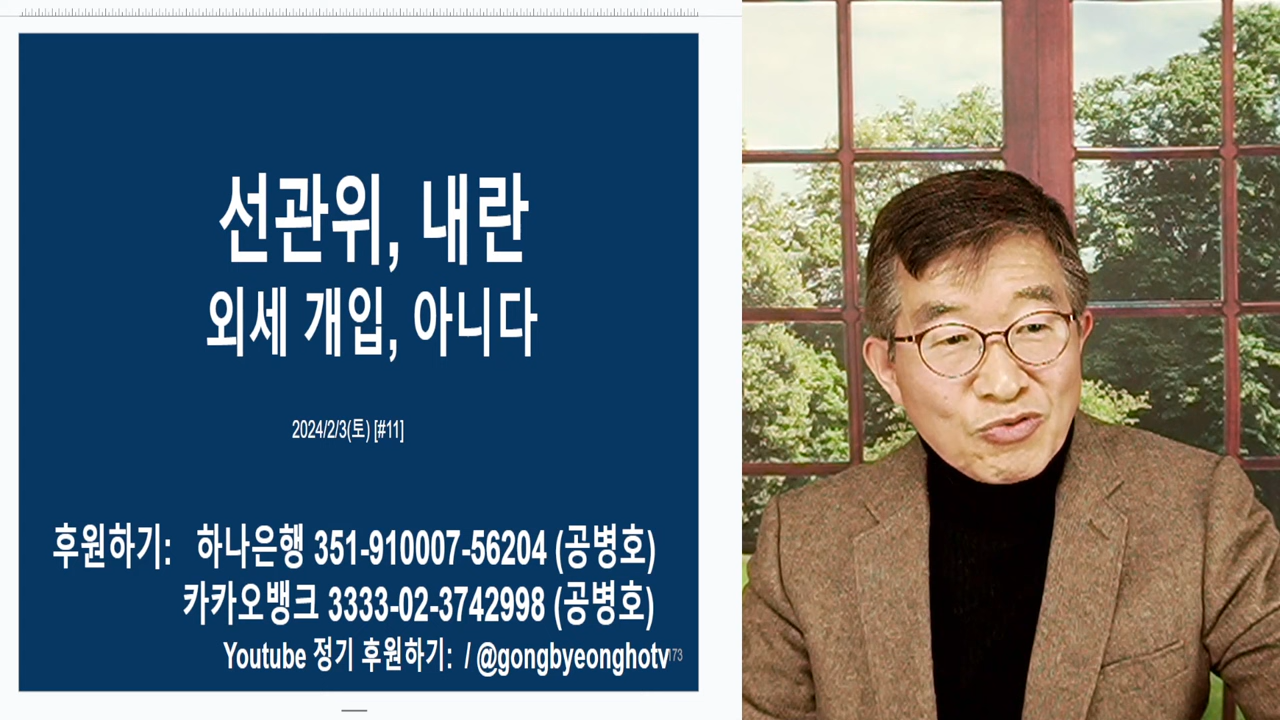 선관위, 내란
외세 개입, 아니다
2024/2/3(토) [#11]
후원하기: 하나은행 351-910007-56204 (공병호)
카카오뱅크 3333-02-3742998 (공병호)
Youtube 정기 후원하기: / @gongbyeonghotv
173